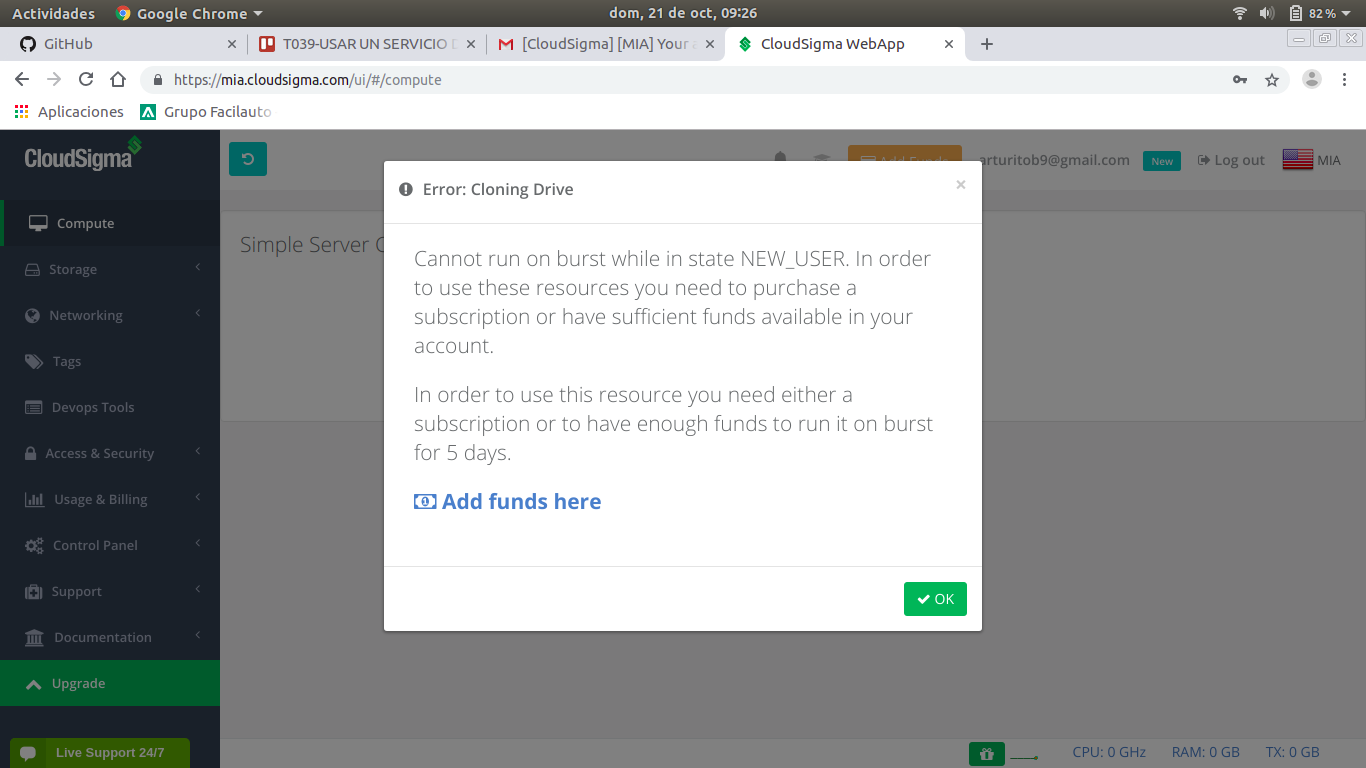 Actividades
Google Chrome
dom, 21 de oct, 09:26
82 %
GitHub
T039-USAR UN SERVICIO
[CloudSigma] [MIA] Your
CloudSigma WebApp
https://mia.cloudsigma.com/ui/#/compute
Aplicaciones
Grupo Facilauto
CloudSigma
Add Funds
arturitob9@gmail.com
New
Log out
MIA
Compute
Storage
Networking
Tags
Devops Tools
Access & Security
Usage & Billing
Control Panel
Support
Documentation
Upgrade
Live Support 24/7
Simple Server
Error: Cloning Drive
Cannot run on burst while in state NEW_USER. In order
to use these resources you need to purchase a
subscription or have sufficient funds available in your
account.
In order to use this resource you need either a
subscription or to have enough funds to run it on burst
for 5 days.
Add funds here
OK
CPU: 0 GHz
RAM: 0 GB
TX: 0 GB